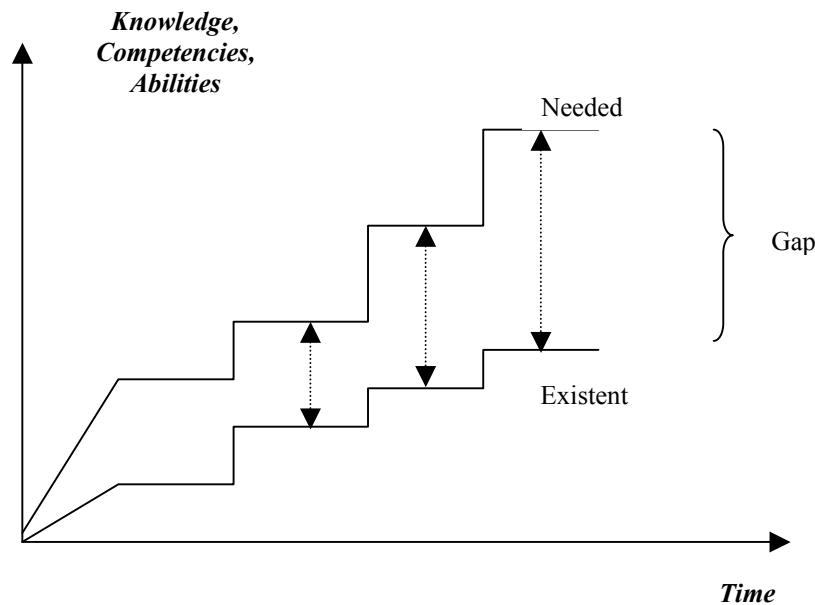 Knowledge,
Competencies,
Abilities
Needed
Gap
Existent
Time